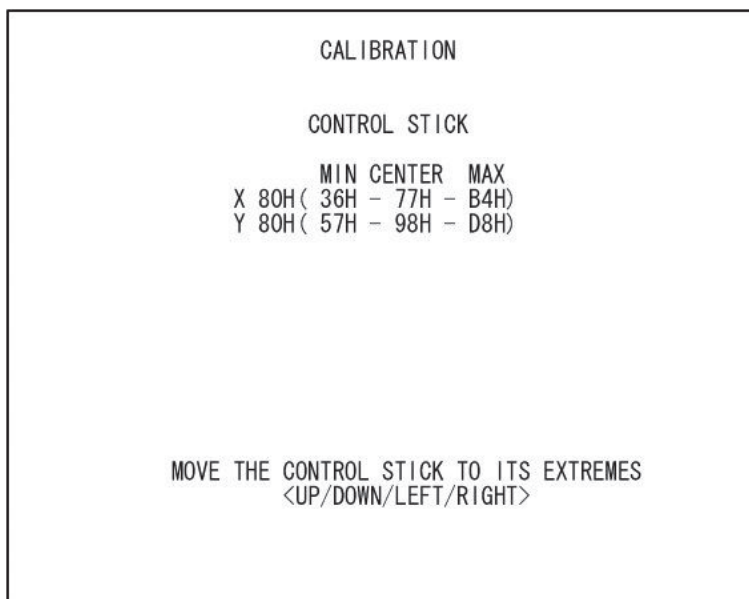 CALIBRATION
CONTROL STICK
MIN CENTER MAX
X 80H( 36H - 77H - B4H)
Y 80H( 57H - 98H - D8H)
MOVE THE CONTROL STICK TO ITS EXTREMES
<UP/DOWN/LEFT/RIGHT>